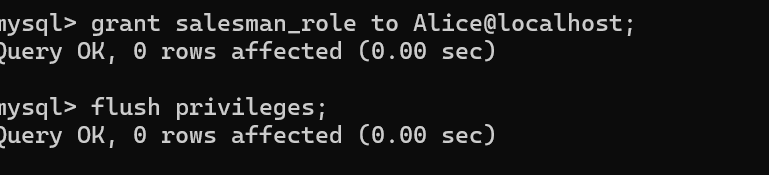 mysql> grant salesman_role to Alice@localhost;
Query OK, 0 rows affected (0.00 sec)
mysql> flush privileges;
Query OK, 0 rows affected (0.00 sec)